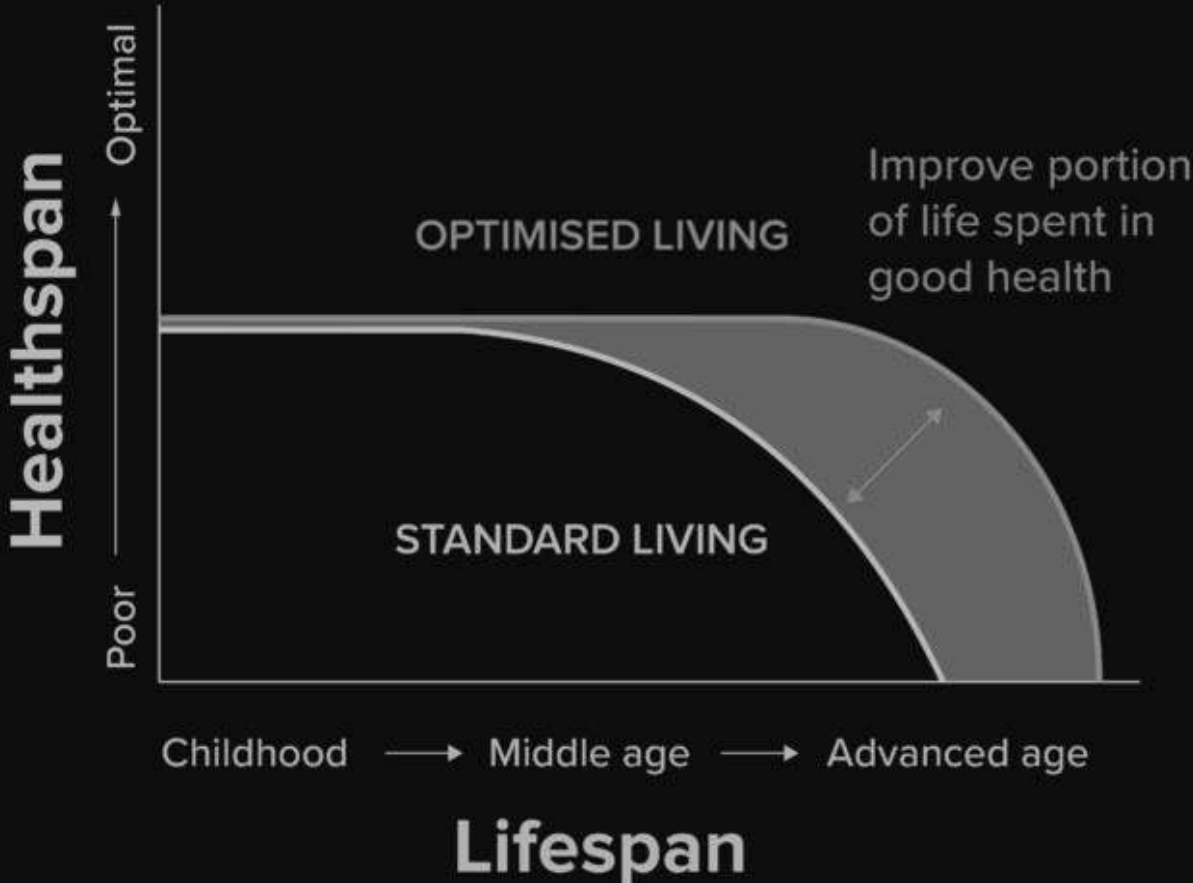 Healthspan
Optimal
Poor
OPTIMISED LIVING
Improve portion
of life spent in
good health
STANDARD LIVING
Childhood Middle age Advanced age
Lifespan